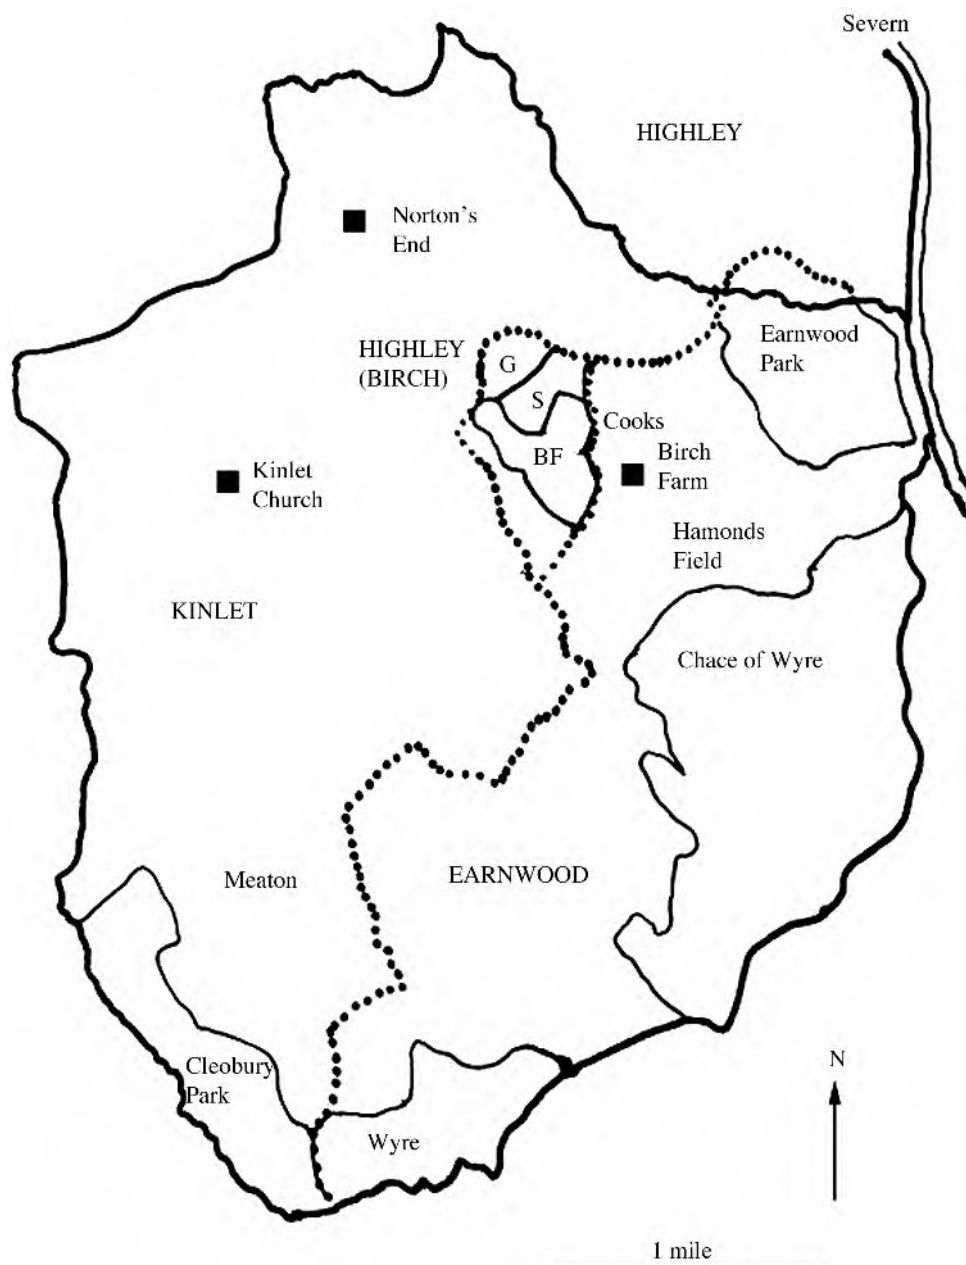 Severn
HIGHLEY
Norton's
End
Earnwood
Park
HIGHLEY
(BIRCH)
G
S
Cooks
BF
Birch
Farm
Kinlet
Church
Hamonds
Field
KINLET
Chace of Wyre
Meaton
EARNWOOD
N
Cleobury
Park
Wyre
1 mile